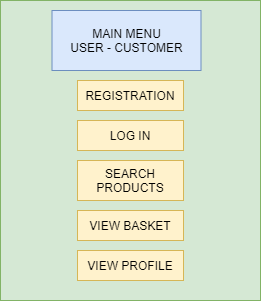 MAIN MENU
USER - CUSTOMER
REGISTRATION
LOG IN
SEARCH
PRODUCTS
VIEW BASKET
VIEW PROFILE